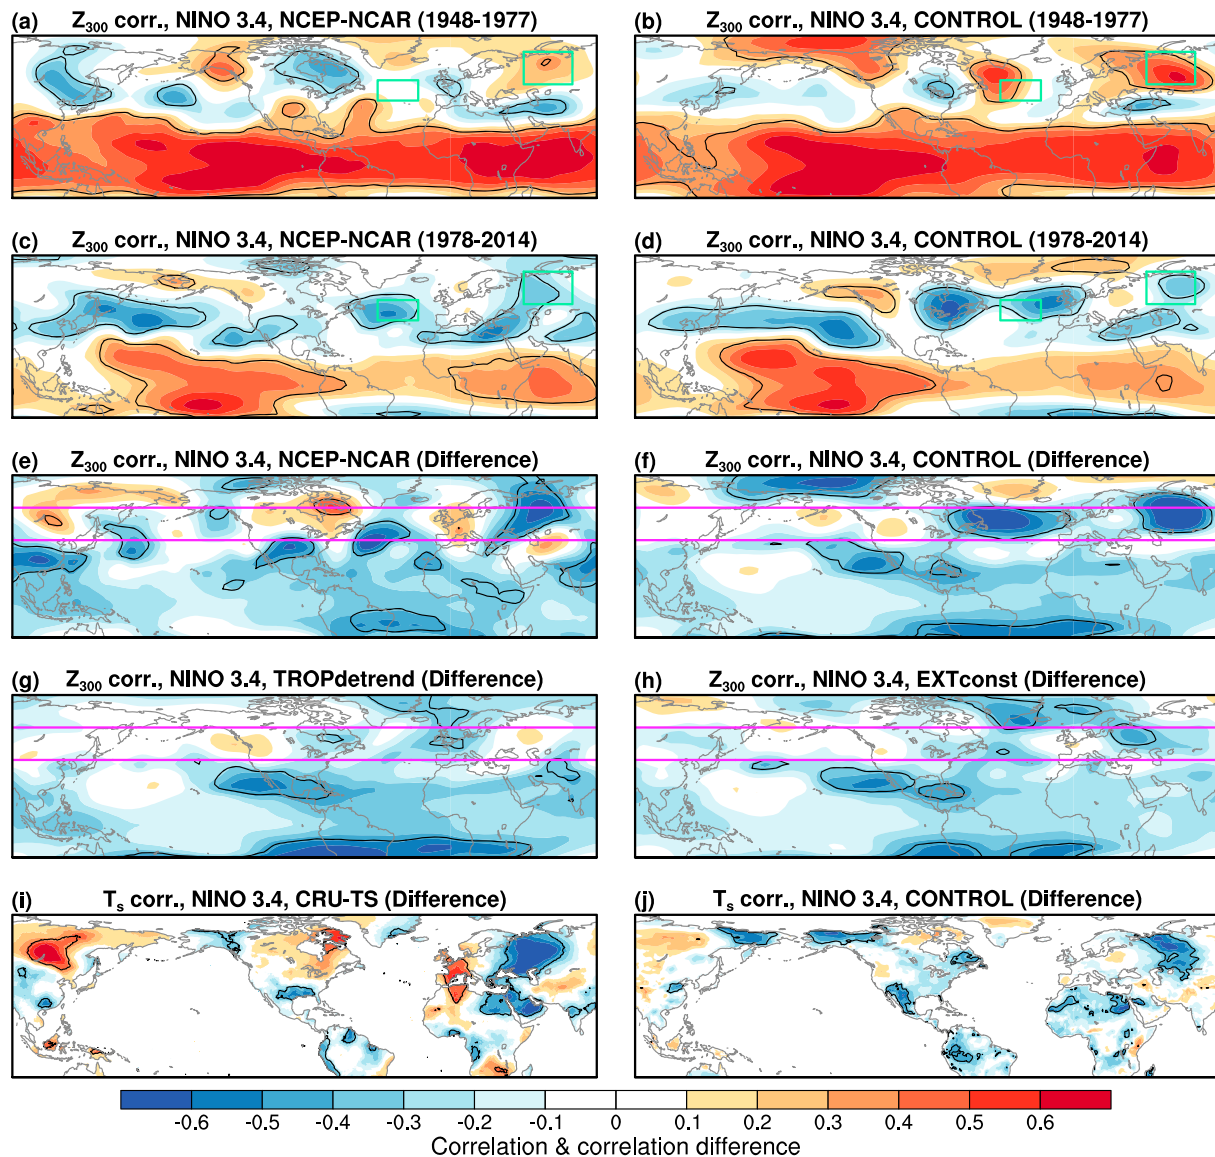 (a) Z300 corr., NINO 3.4, NCEP-NCAR (1948-1977)
(b) Z300 corr., NINO 3.4, CONTROL (1948-1977)
(c) Z300 corr., NINO 3.4, NCEP-NCAR (1978-2014)
(d) Z300 corr., NINO 3.4, CONTROL (1978-2014)
(e) Z300 corr., NINO 3.4, NCEP-NCAR (Difference)
(f) Z300 corr., NINO 3.4, CONTROL (Difference)
(g) Z300 corr., NINO 3.4, TROPdetrend (Difference)
(h) Z300 corr., NINO 3.4, EXTconst (Difference)
(i) Ts corr., NINO 3.4, CRU-TS (Difference)
(j) Ts corr., NINO 3.4, CONTROL (Difference)
-0.6 -0.5 -0.4 -0.3 -0.2 -0.1 0 0.1 0.2 0.3 0.4 0.5 0.6
Correlation & correlation difference